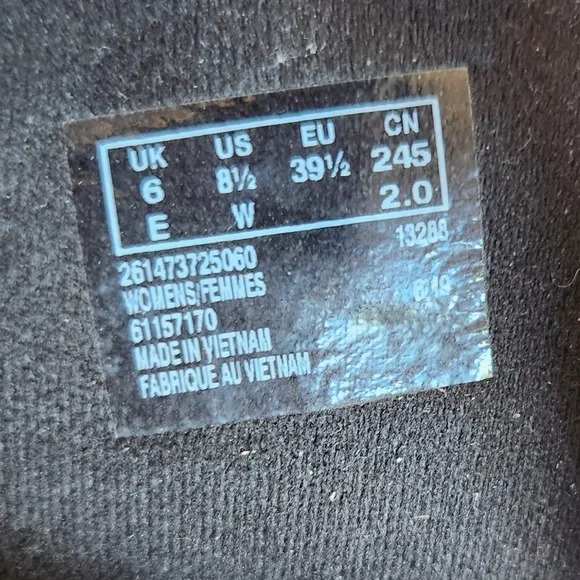 UK US EU CN
6 8½ 39½ 245
E W 2.0
261473725060 13288
WOMENS/FEMMES
61157170
MADE IN VIETNAM
FABRIQUE AU VIETNAM